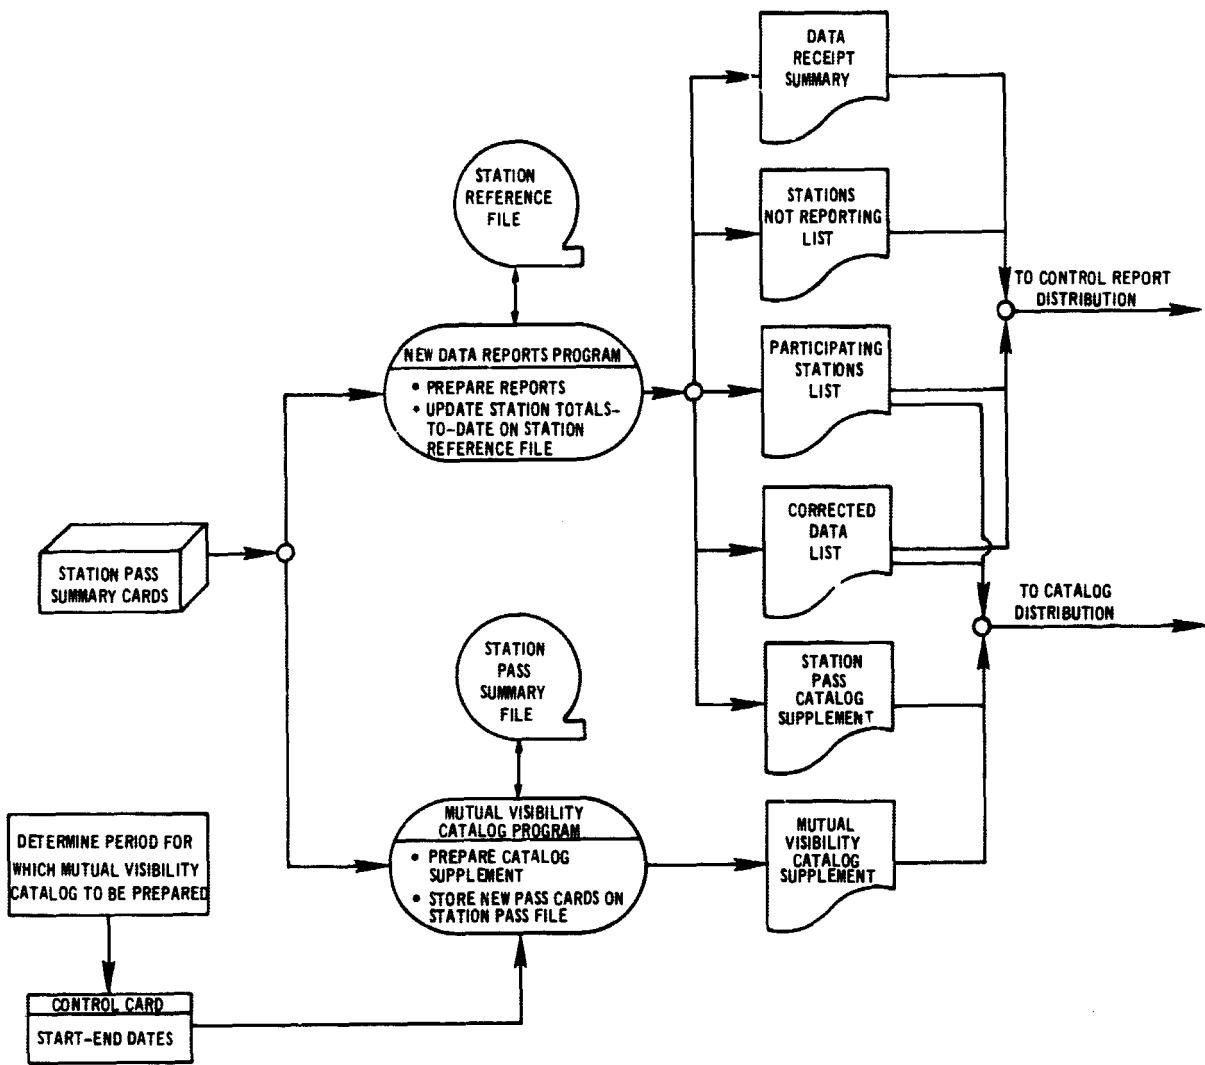 DATA
RECEIPT
SUMMARY
STATION
REFERENCE
FILE
STATIONS
NOT REPORTING
LIST
TO CONTROL REPORT
DISTRIBUTION
NEW DATA REPORTS PROGRAM
• PREPARE REPORTS
• UPDATE STATION TOTALS-
TO-DATE ON STATION
REFERENCE FILE
PARTICIPATING
STATIONS
LIST
CORRECTED
DATA
LIST
STATION PASS
SUMMARY CARDS
TO CATALOG
DISTRIBUTION
STATION
PASS
SUMMARY
FILE
STATION
PASS
CATALOG
SUPPLEMENT
MUTUAL VISIBILITY
CATALOG PROGRAM
• PREPARE CATALOG
SUPPLEMENT
• STORE NEW PASS CARDS ON
STATION PASS FILE
MUTUAL
VISIBILITY
CATALOG
SUPPLEMENT
DETERMINE PERIOD FOR
WHICH MUTUAL VISIBILITY
CATALOG TO BE PREPARED
CONTROL CARD
START-END DATES